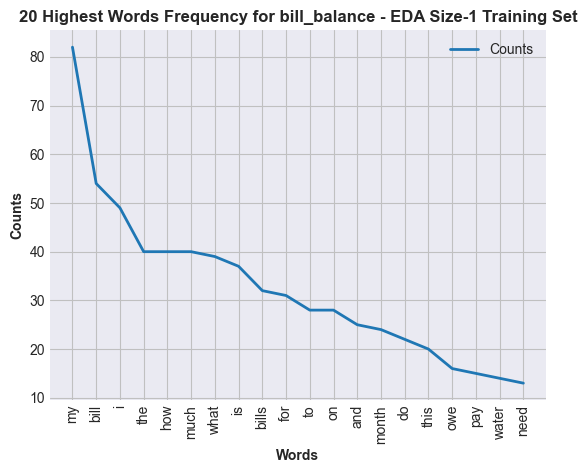 20 Highest Words Frequency for bill_balance - EDA Size-1 Training Set
Counts
80
70
60
50
40
30
20
10
Counts
my
bill
i
the
how
much
what
is
bills
for
to
on
and
month
do
this
owe
pay
water
need
Words